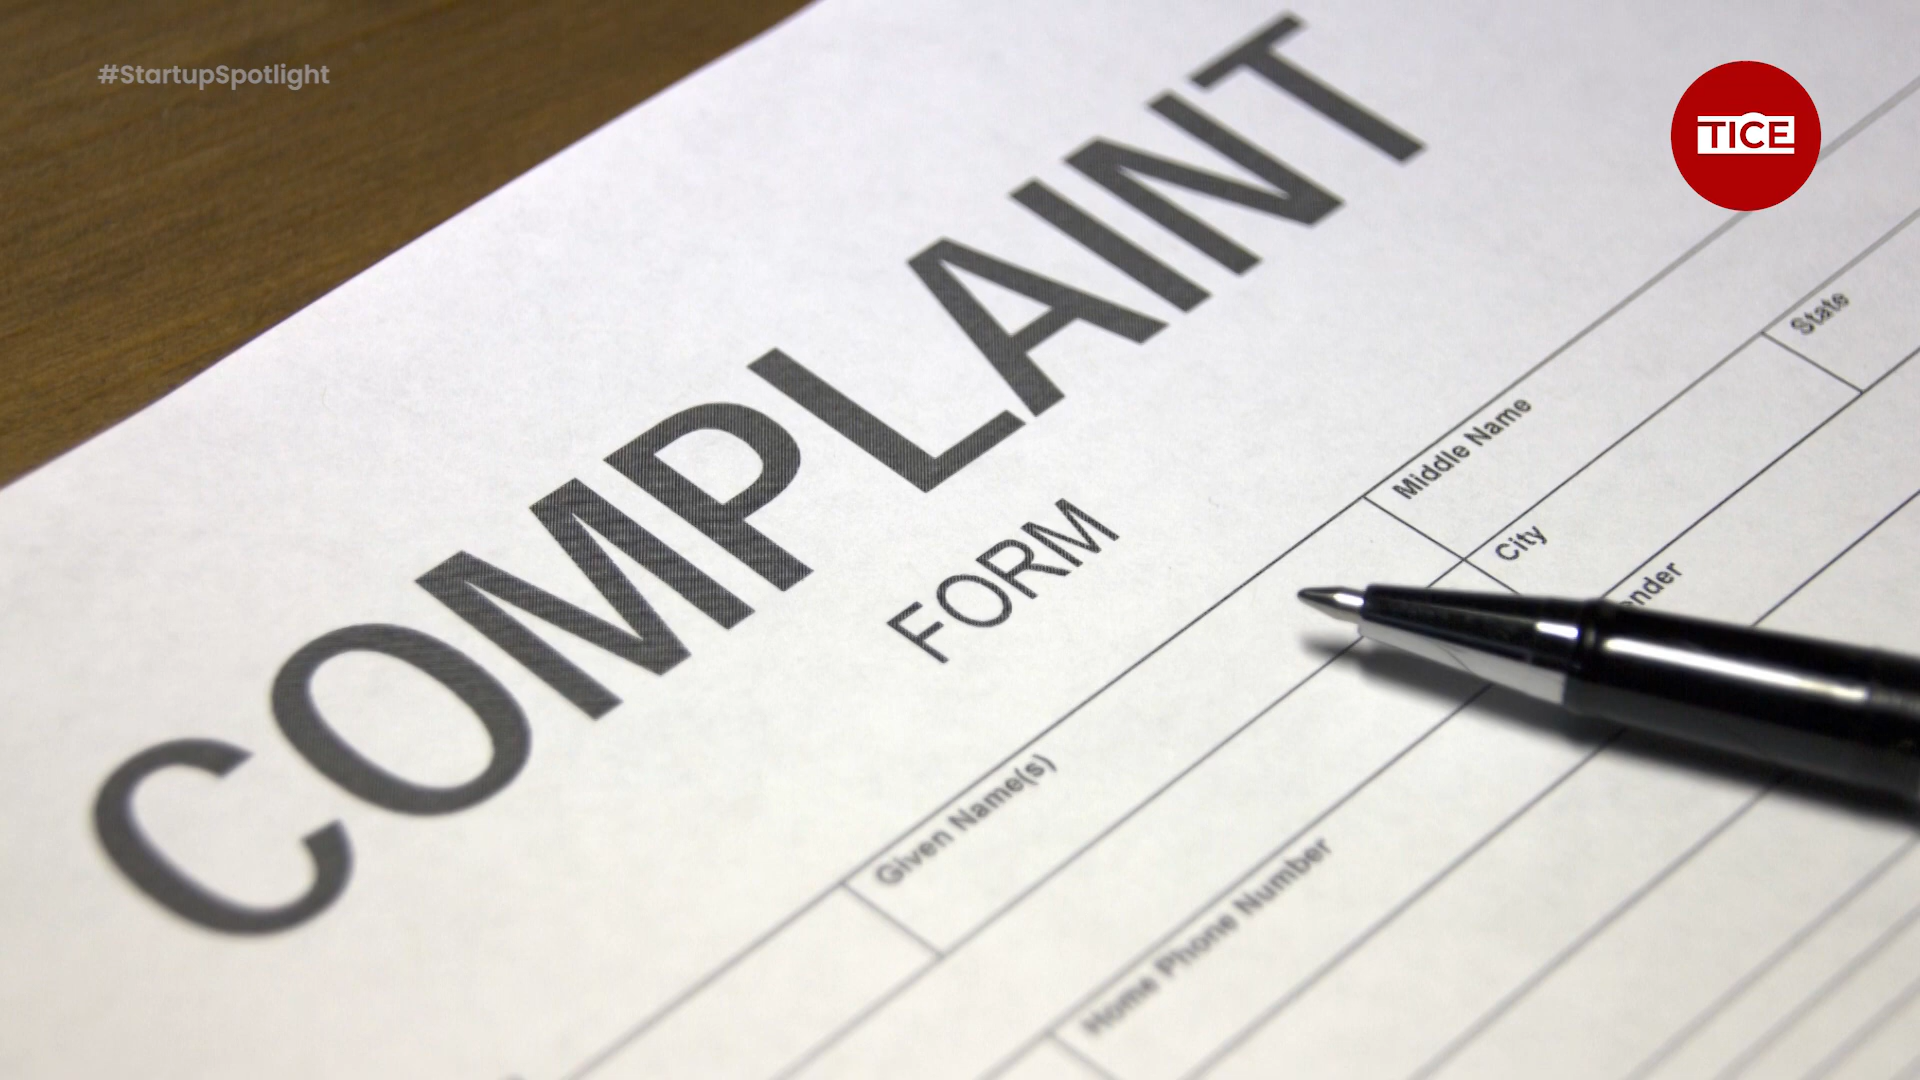 #StartupSpotlight
TICE
COMPLAINT
FORM
Given Name(s)
Middle Name
City
State
Home Phone Number